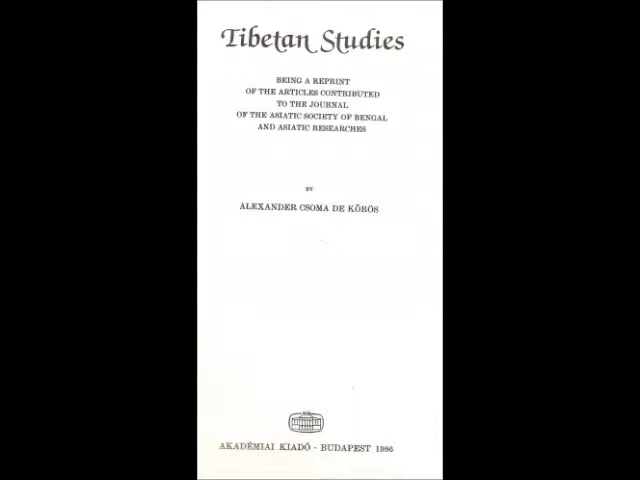 Tibetan Studies
BEING A REPRINT
OF THE ARTICLES CONTRIBUTED
TO THE JOURNAL
OF THE ASIATIC SOCIETY OF BENGAL
AND ASIATIC RESEARCHES
BY
ALEXANDER CSOMA DE KŐRÖS
AKADÉMIAI KIADÓ - BUDAPEST 1986